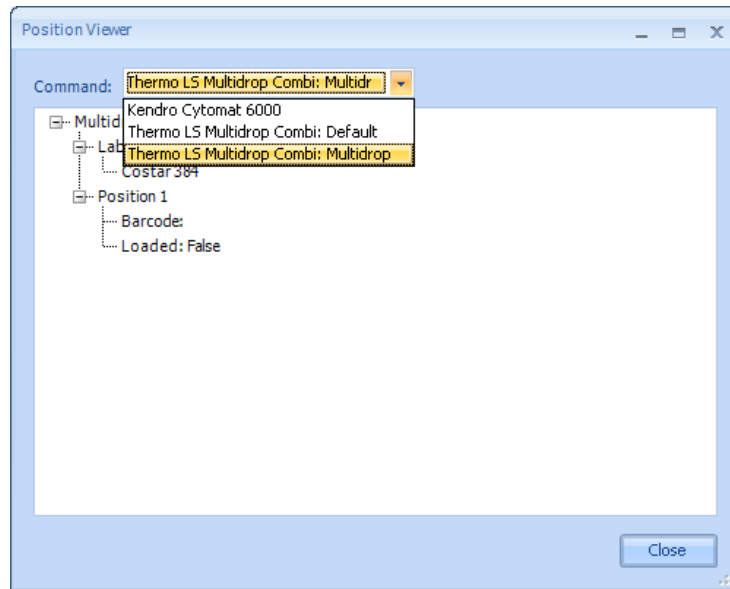 Position Viewer
Command: Thermo LS Multidrop Combi: Multidr
Kendro Cytomat 6000
Thermo LS Multidrop Combi: Default
Thermo LS Multidrop Combi: Multidrop
Multid
Lab
Costar 384
Position 1
Barcode:
Loaded: False
Close